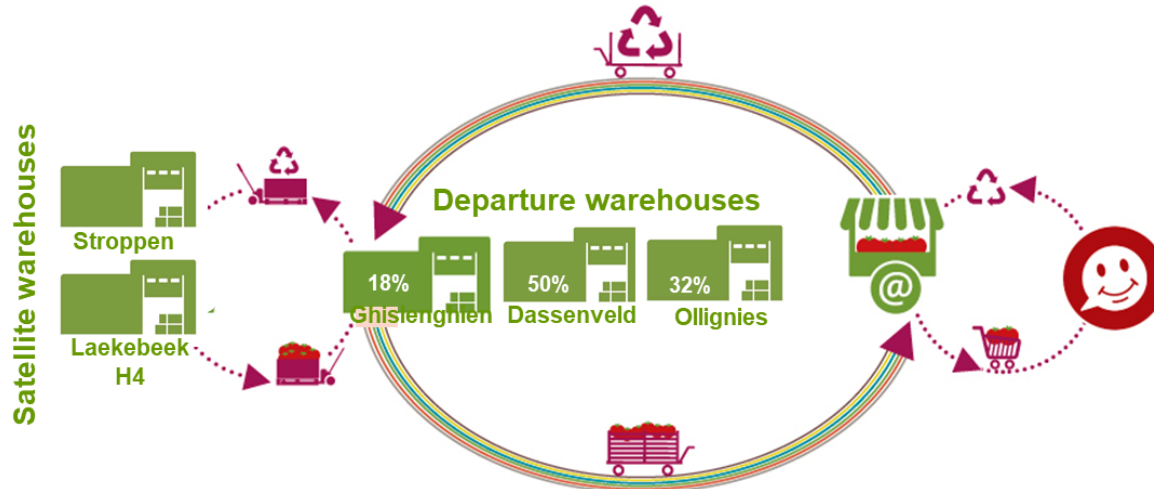 Satellite warehouses
Stroppen
Laekebeek
H4
Departure warehouses
18%
50%
32%
Ghislenghien
Dassenveld
Ollignies
@